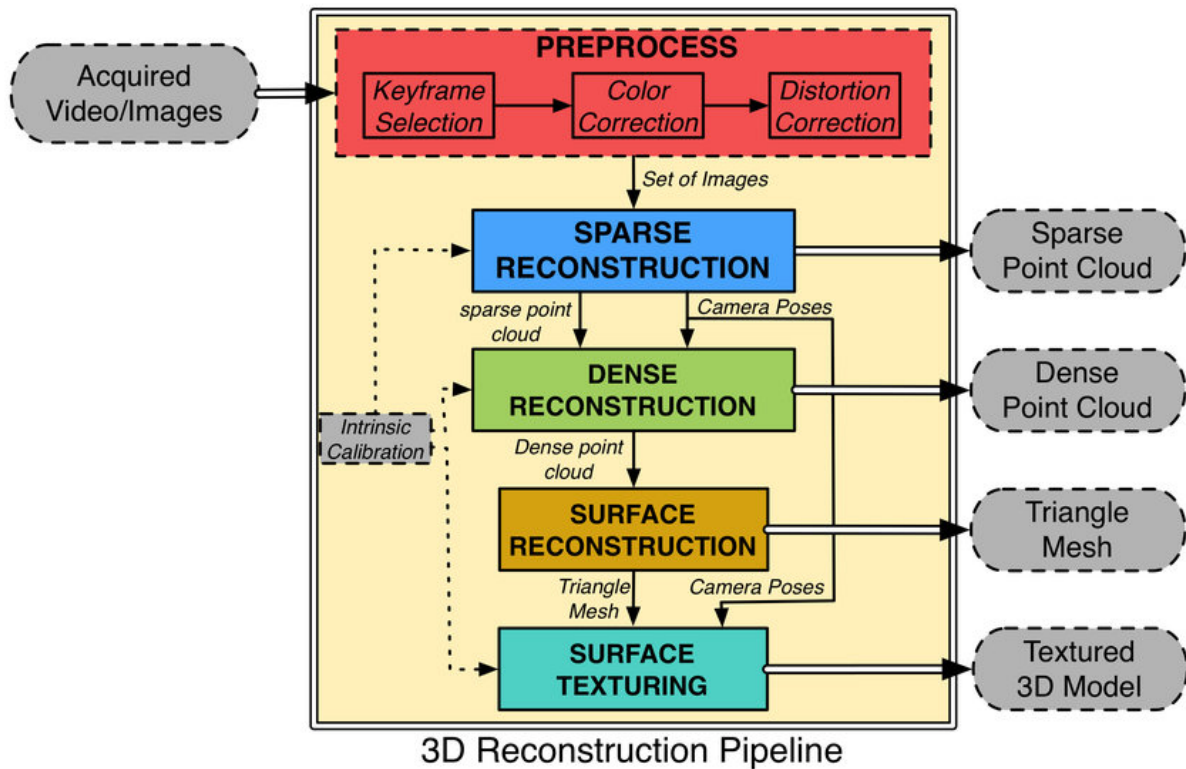 PREPROCESS
Acquired
Video/Images
Keyframe
Selection
Color
Correction
Distortion
Correction
Set of Images
SPARSE
RECONSTRUCTION
Sparse
Point Cloud
sparse point
cloud
Camera Poses
DENSE
RECONSTRUCTION
Dense
Point Cloud
Intrinsic
Calibration
Dense point
cloud
SURFACE
RECONSTRUCTION
Triangle
Mesh
Triangle
Mesh
Camera Poses
SURFACE
TEXTURING
Textured
3D Model
3D Reconstruction Pipeline